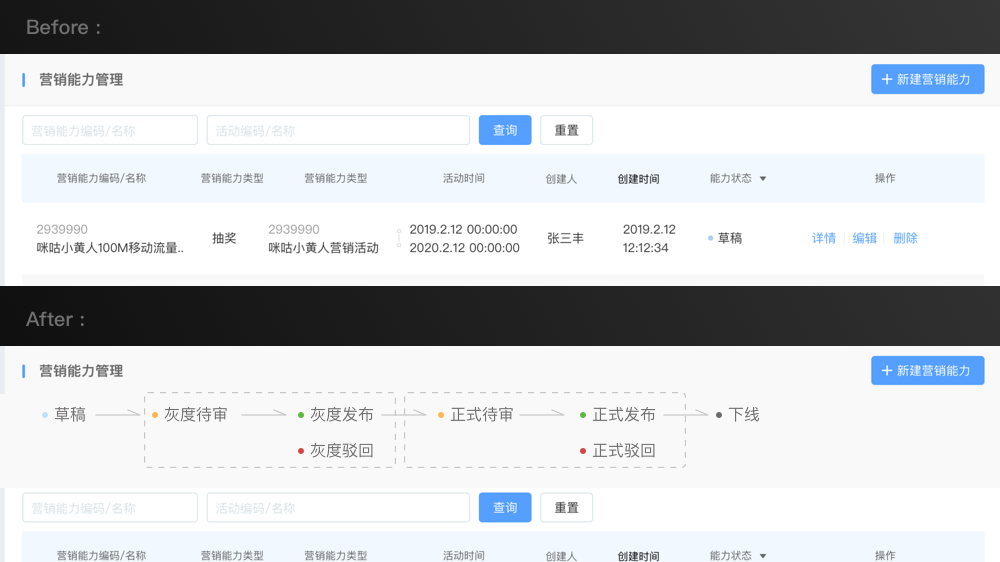 Before：
营销能力管理
+ 新建营销能力
营销能力编码/名称 活动编码/名称 查询 重置
营销能力编码/名称 营销能力类型 营销能力类型 活动时间 创建人 创建时间 能力状态 操作
2939990 2939990 2019.2.12 00:00:00 2019.2.12
咪咕小黄人100M移动流量.. 抽奖 咪咕小黄人营销活动 2020.2.12 00:00:00 张三丰 12:12:34 草稿 详情 编辑 删除
After：
营销能力管理
+ 新建营销能力
草稿 灰度待审 灰度发布 正式待审 正式发布 下线
灰度驳回 正式驳回
营销能力编码/名称 活动编码/名称 查询 重置
营销能力编码/名称 营销能力类型 营销能力类型 活动时间 创建人 创建时间 能力状态 操作